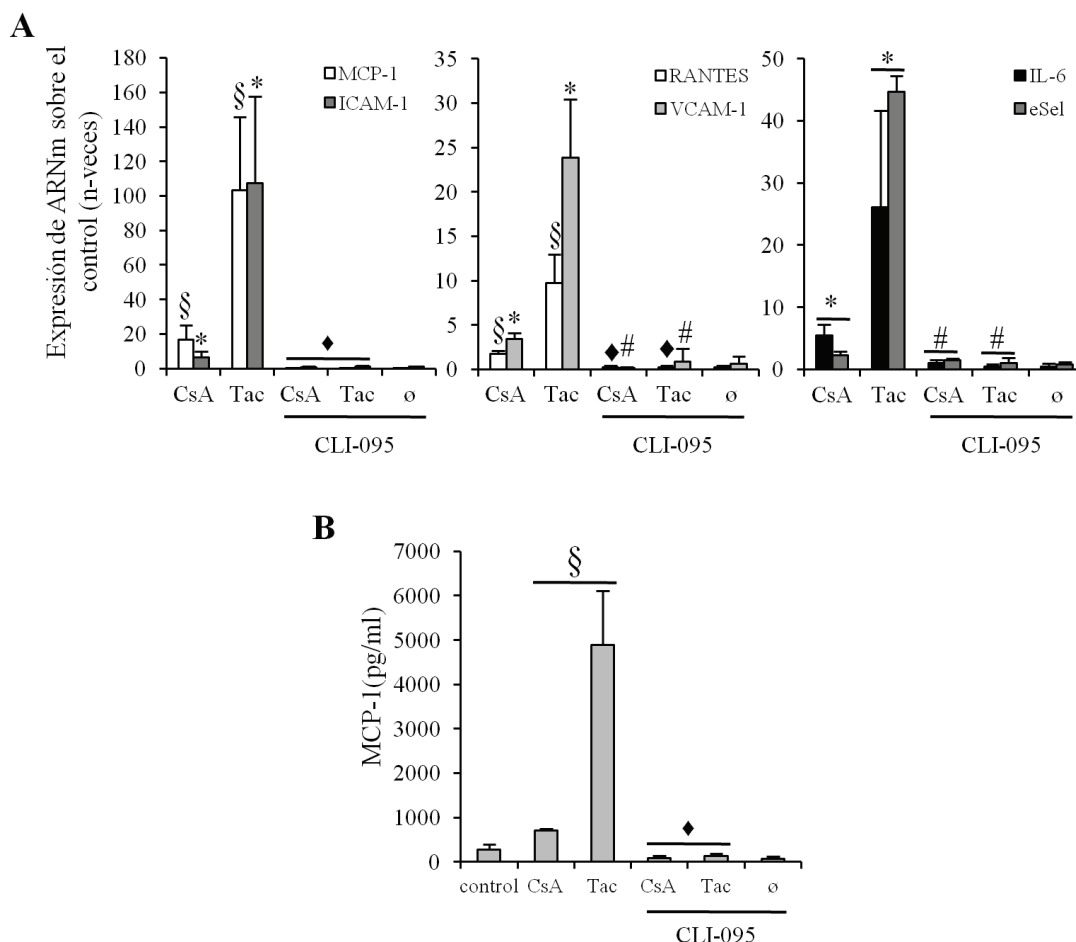 A
Expresión de ARNm sobre el
control (n-veces)
180
160
140
120
100
80
60
40
20
0
MCP-1
ICAM-1
§
*
§
*
♦
CsA
Tac
CsA
Tac
ø
CLI-095
35
30
25
20
15
10
5
0
RANTES
VCAM-1
§
*
§
*
♦
#
♦
#
CsA
Tac
CsA
Tac
ø
CLI-095
50
40
30
20
10
0
IL-6
eSel
*
*
#
#
CsA
Tac
CsA
Tac
ø
CLI-095
B
MCP-1(pg/ml)
7000
6000
5000
4000
3000
2000
1000
0
§
♦
control
CsA
Tac
CsA
Tac
ø
CLI-095